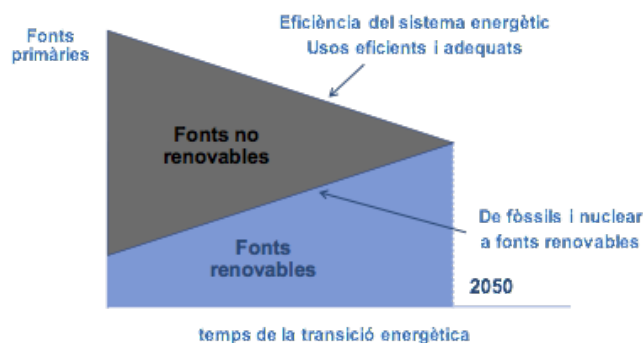 Eficiència del sistema energètic
Usos eficients i adequats
Fonts
primàries
Fonts no
renovables
De fòssils i nuclear
a fonts renovables
Fonts
renovables
2050
temps de la transició energètica